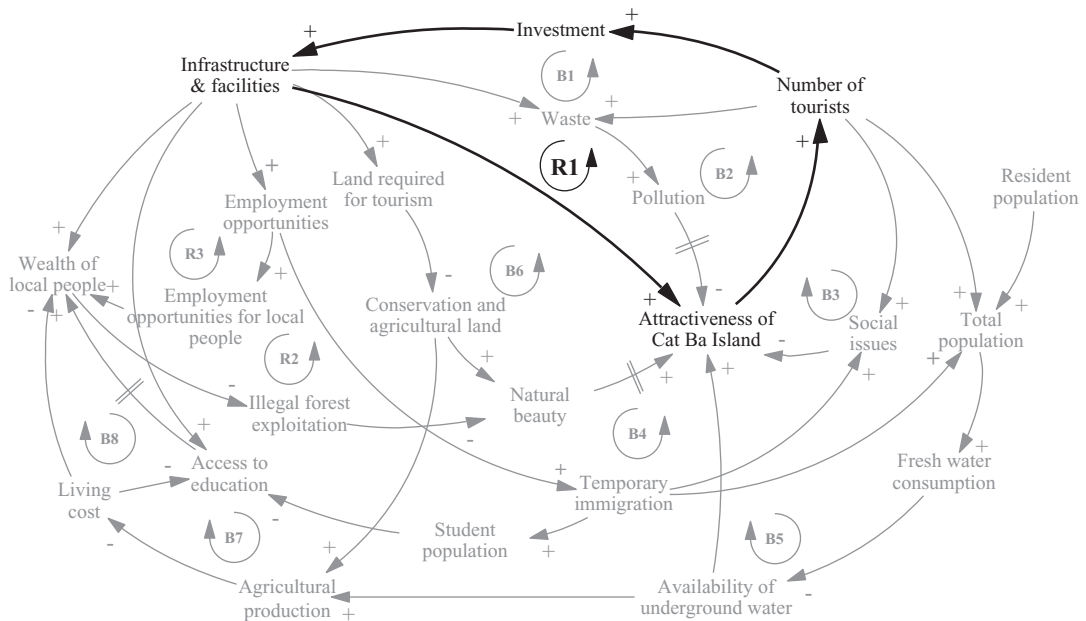 +
Investment
+
Infrastructure
& facilities
B1
Number of
tourists
+
Waste
+
+
+
+
R1
+
B2
+
Land required
for tourism
Pollution
Resident
population
Employment
opportunities
+
R3
-
B6
-
B3
Wealth of
local people
+
+
Employment
opportunities for local
people
Conservation and
agricultural land
+
Attractiveness of
Cat Ba Island
+
Social
issues
+
Total
population
+
-
+
R2
+
+
+
-
+
+
-
Illegal forest
exploitation
Natural
beauty
-
B4
B8
+
-
Access to
education
+
Fresh water
consumption
Living
cost
+
Temporary
immigration
-
B7
-
Student
population
+
B5
+
Agricultural
production
+
Availability of
underground water
-